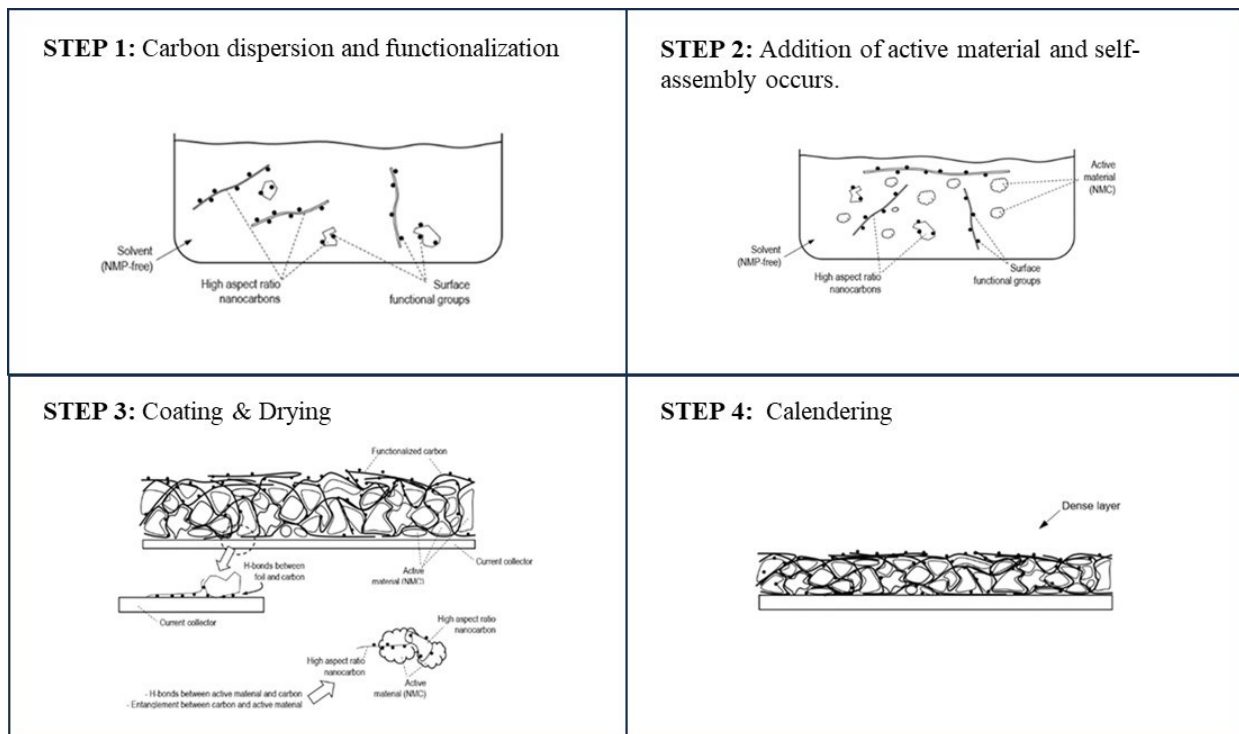 STEP 1: Carbon dispersion and functionalization
Solvent
(NMP-free)
High aspect ratio
nanocarbons
Surface
functional groups
STEP 2: Addition of active material and self-
assembly occurs.
Active
material
(NMC)
Solvent
(NMP-free)
High aspect ratio
nanocarbons
Surface
functional groups
STEP 3: Coating & Drying
Functionalized carbon
H-bonds between
foil and carbon
Active
material (NMC)
Current collector
Current collector
High aspect ratio
nanocarbon
High aspect ratio
nanocarbon
Active
material (NMC)
- H-bonds between active material and carbon
- Entanglement between carbon and active material
STEP 4: Calendering
Dense layer